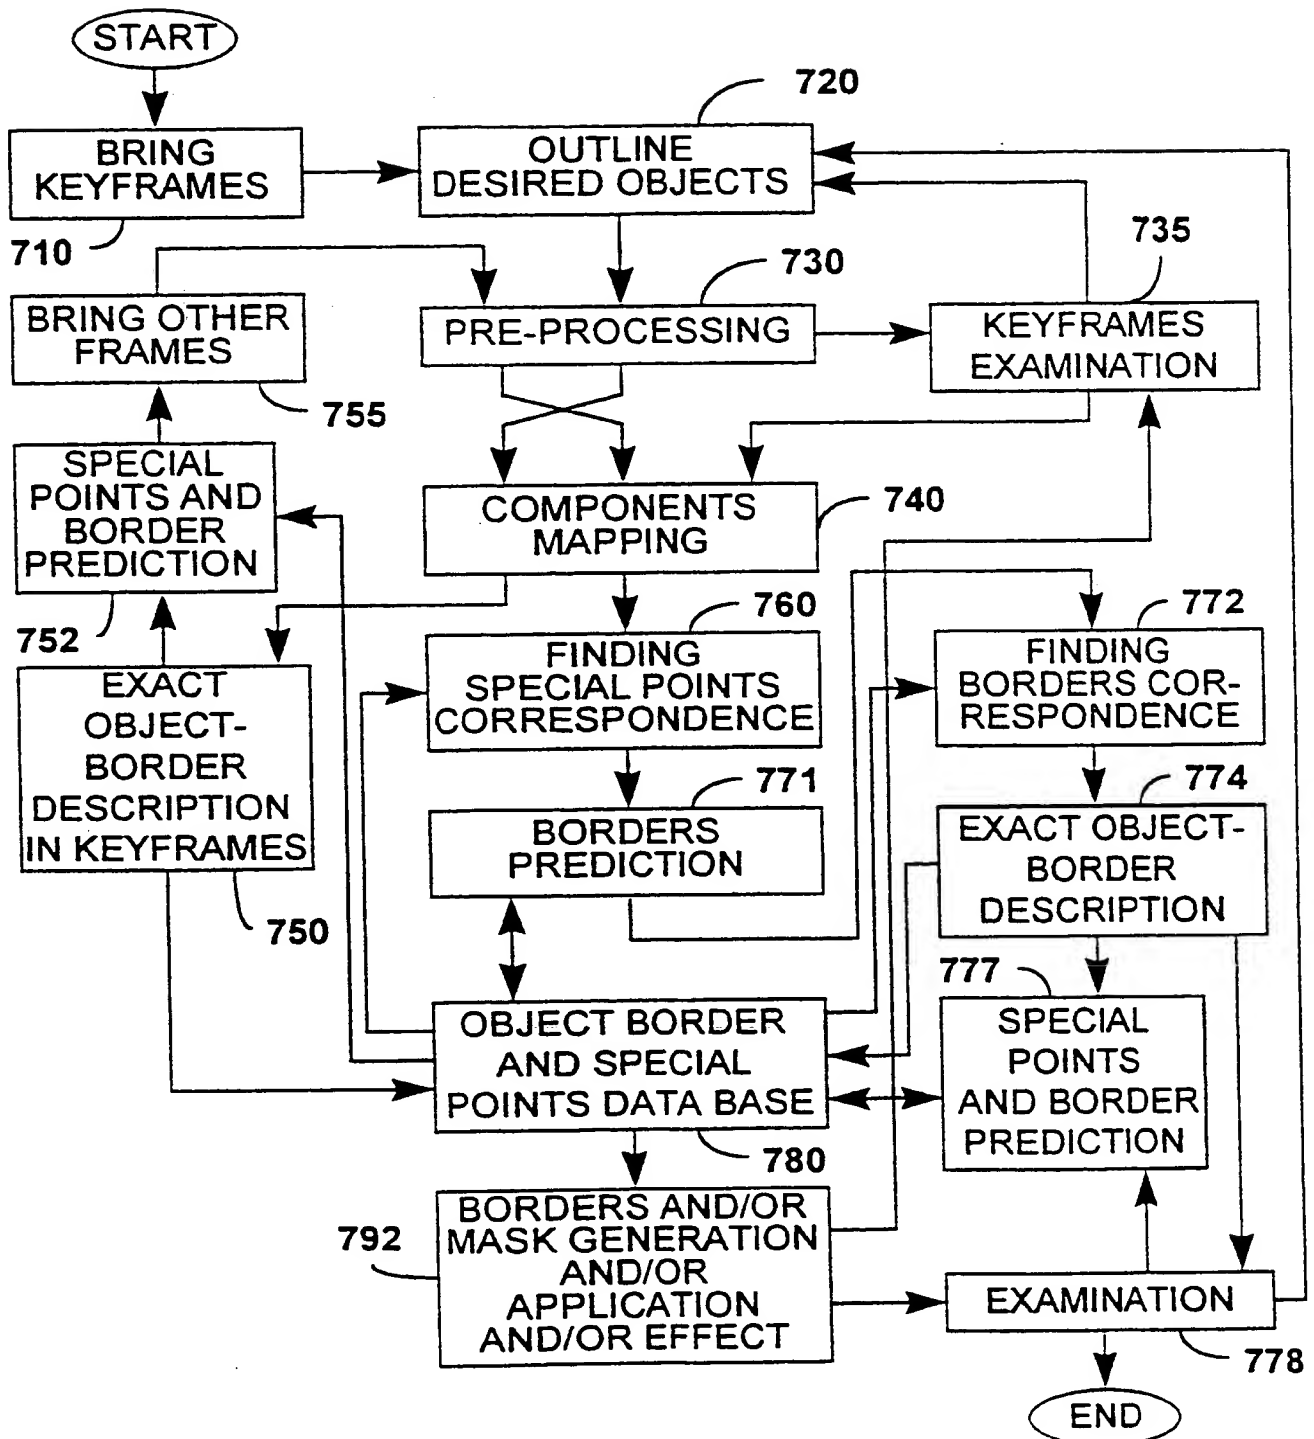 START
720
BRING
KEYFRAMES
OUTLINE
DESIRED OBJECTS
710
735
730
BRING OTHER
FRAMES
PRE-PROCESSING
KEYFRAMES
EXAMINATION
755
SPECIAL
POINTS AND
BORDER
PREDICTION
COMPONENTS
MAPPING
740
752
760
772
EXACT
OBJECT-
BORDER
DESCRIPTION
IN KEYFRAMES
FINDING
SPECIAL POINTS
CORRESPONDENCE
FINDING
BORDERS COR-
RESPONDENCE
771
774
BORDERS
PREDICTION
EXACT OBJECT-
BORDER
DESCRIPTION
750
777
OBJECT BORDER
AND SPECIAL
POINTS DATA BASE
SPECIAL
POINTS
AND BORDER
PREDICTION
780
792
BORDERS AND/OR
MASK GENERATION
AND/OR
APPLICATION
AND/OR EFFECT
EXAMINATION
778
END